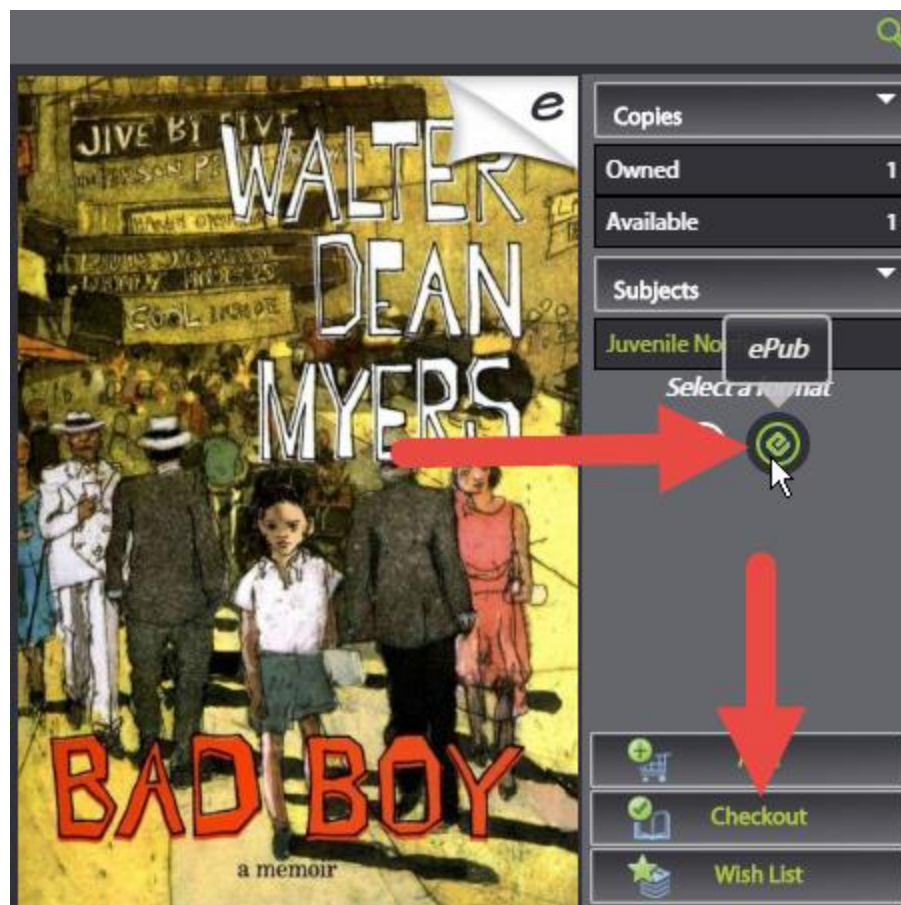 e
JIVE BY FIVE
WALTER
DEAN
MYERS
COOL INSIDE
BAD BOY
a memoir
Copies
Owned 1
Available 1
Subjects
Juvenile
ePub
Select a format
Checkout
Wish List